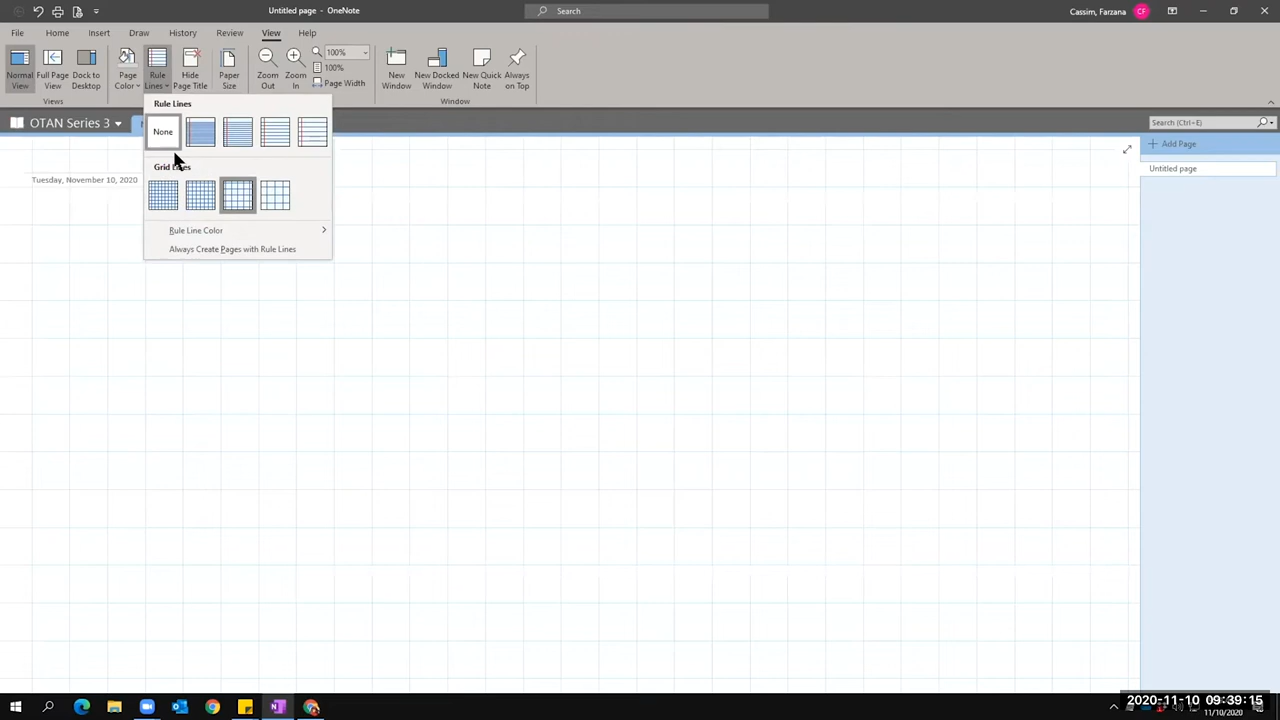 Untitled page - OneNote
Search
Cassim, Farzana CF
File Home Insert Draw History Review View Help
Normal View
Full Page View
Dock to Desktop
Page Color
Rule Lines
Hide Page Title
Paper Size
Zoom Out
Zoom In
100%
100%
Page Width
New Window
New Docked Window
New Quick Note
Always on Top
Views
Window
Rule Lines
None
Grid Lines
Rule Line Color
Always Create Pages with Rule Lines
OTAN Series 3
Search (Ctrl+E)
Add Page
Untitled page
Tuesday, November 10, 2020
2020-11-10 09:39:15
11/10/2020